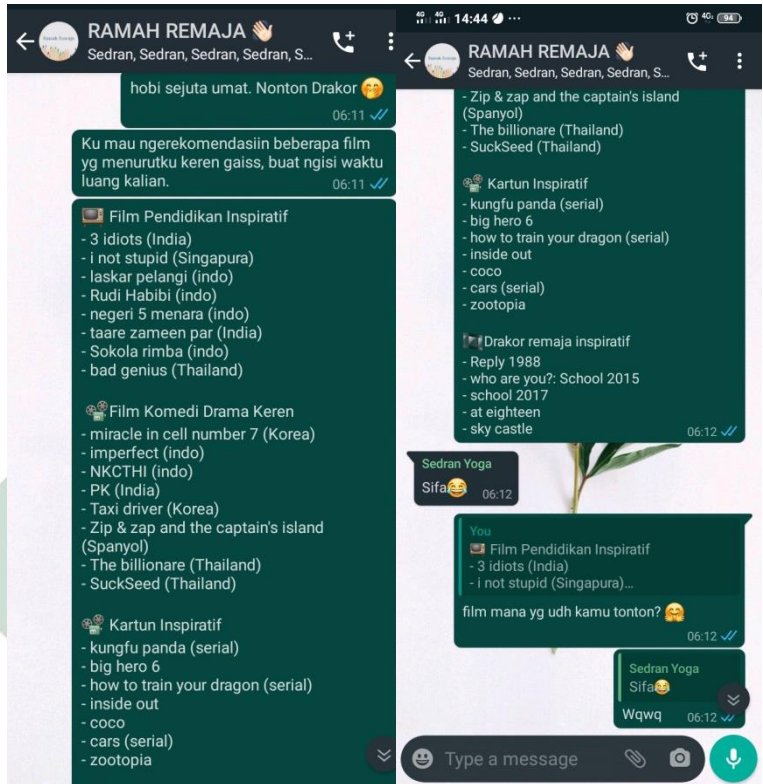 RAMAH REMAJA 👋🏻
Sedran, Sedran, Sedran, Sedran, S...
hobi sejuta umat. Nonton Drakor 🤭
06:11
Ku mau ngerekomendasiin beberapa film
yg menurutku keren gaiss, buat ngisi waktu
luang kalian.
06:11
📺 Film Pendidikan Inspiratif
- 3 idiots (India)
- i not stupid (Singapura)
- laskar pelangi (indo)
- Rudi Habibi (indo)
- negeri 5 menara (indo)
- taare zameen par (India)
- Sokola rimba (indo)
- bad genius (Thailand)
📽️Film Komedi Drama Keren
- miracle in cell number 7 (Korea)
- imperfect (indo)
- NKCTHI (indo)
- PK (India)
- Taxi driver (Korea)
- Zip & zap and the captain's island
(Spanyol)
- The billionare (Thailand)
- SuckSeed (Thailand)
📽️ Kartun Inspiratif
- kungfu panda (serial)
- big hero 6
- how to train your dragon (serial)
- inside out
- coco
- cars (serial)
- zootopia
4G 4G 14:44 ··· 4G 94
RAMAH REMAJA 👋🏻
Sedran, Sedran, Sedran, Sedran, S...
- Zip & zap and the captain's island
(Spanyol)
- The billionare (Thailand)
- SuckSeed (Thailand)
📽️ Kartun Inspiratif
- kungfu panda (serial)
- big hero 6
- how to train your dragon (serial)
- inside out
- coco
- cars (serial)
- zootopia
🎞️Drakor remaja inspiratif
- Reply 1988
- who are you?: School 2015
- school 2017
- at eighteen
- sky castle
06:12
Sedran Yoga
Sifa😂
06:12
You
📺 Film Pendidikan Inspiratif
- 3 idiots (India)
- i not stupid (Singapura)...
film mana yg udh kamu tonton? 🤗
06:12
Sedran Yoga
Sifa😂
Wqwq
06:12
Type a message